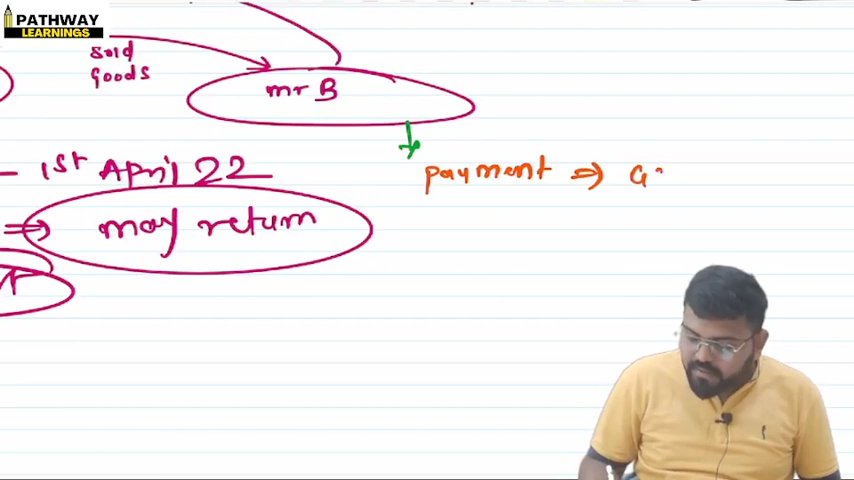 PATHWAY
LEARNINGS
Sold
Goods
mr B
1st April 22
payment ⇒
may return